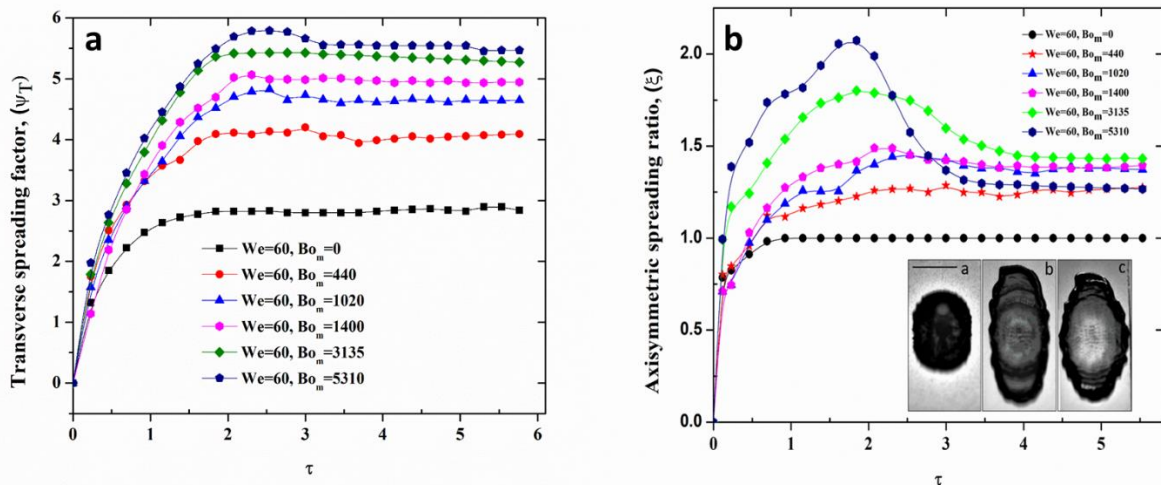 a
Transverse spreading factor, (ψT)
6
5
4
3
2
1
0
We=60, Bom=0
We=60, Bom=440
We=60, Bom=1020
We=60, Bom=1400
We=60, Bom=3135
We=60, Bom=5310
0 1 2 3 4 5 6
τ
b
Axisymmetric spreading ratio, (ξ)
2.0
1.5
1.0
0.5
0.0
We=60, Bom=0
We=60, Bom=440
We=60, Bom=1020
We=60, Bom=1400
We=60, Bom=3135
We=60, Bom=5310
a b c
0 1 2 3 4 5
τ